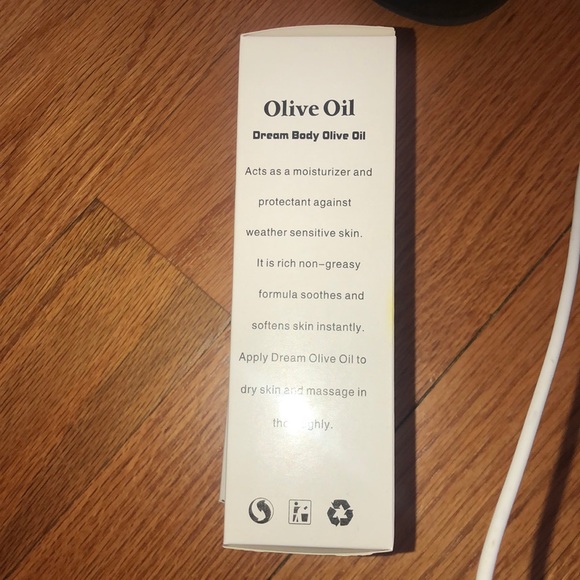 Olive Oil
Dream Body Olive Oil
Acts as a moisturizer and
protectant against
weather sensitive skin.
It is rich non-greasy
formula soothes and
softens skin instantly.
Apply Dream Olive Oil to
dry skin and massage in